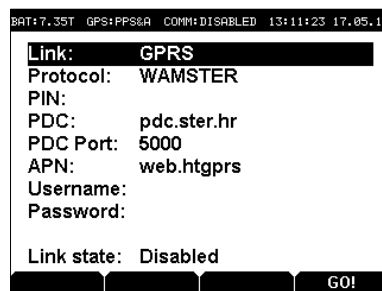 BAT:7.35T GPS:PPS&A COMM:DISABLED 13:11:23 17.05.1
Link: GPRS
Protocol: WAMSTER
PIN:
PDC: pdc.ster.hr
PDC Port: 5000
APN: web.htgprs
Username:
Password:
Link state: Disabled
GO!